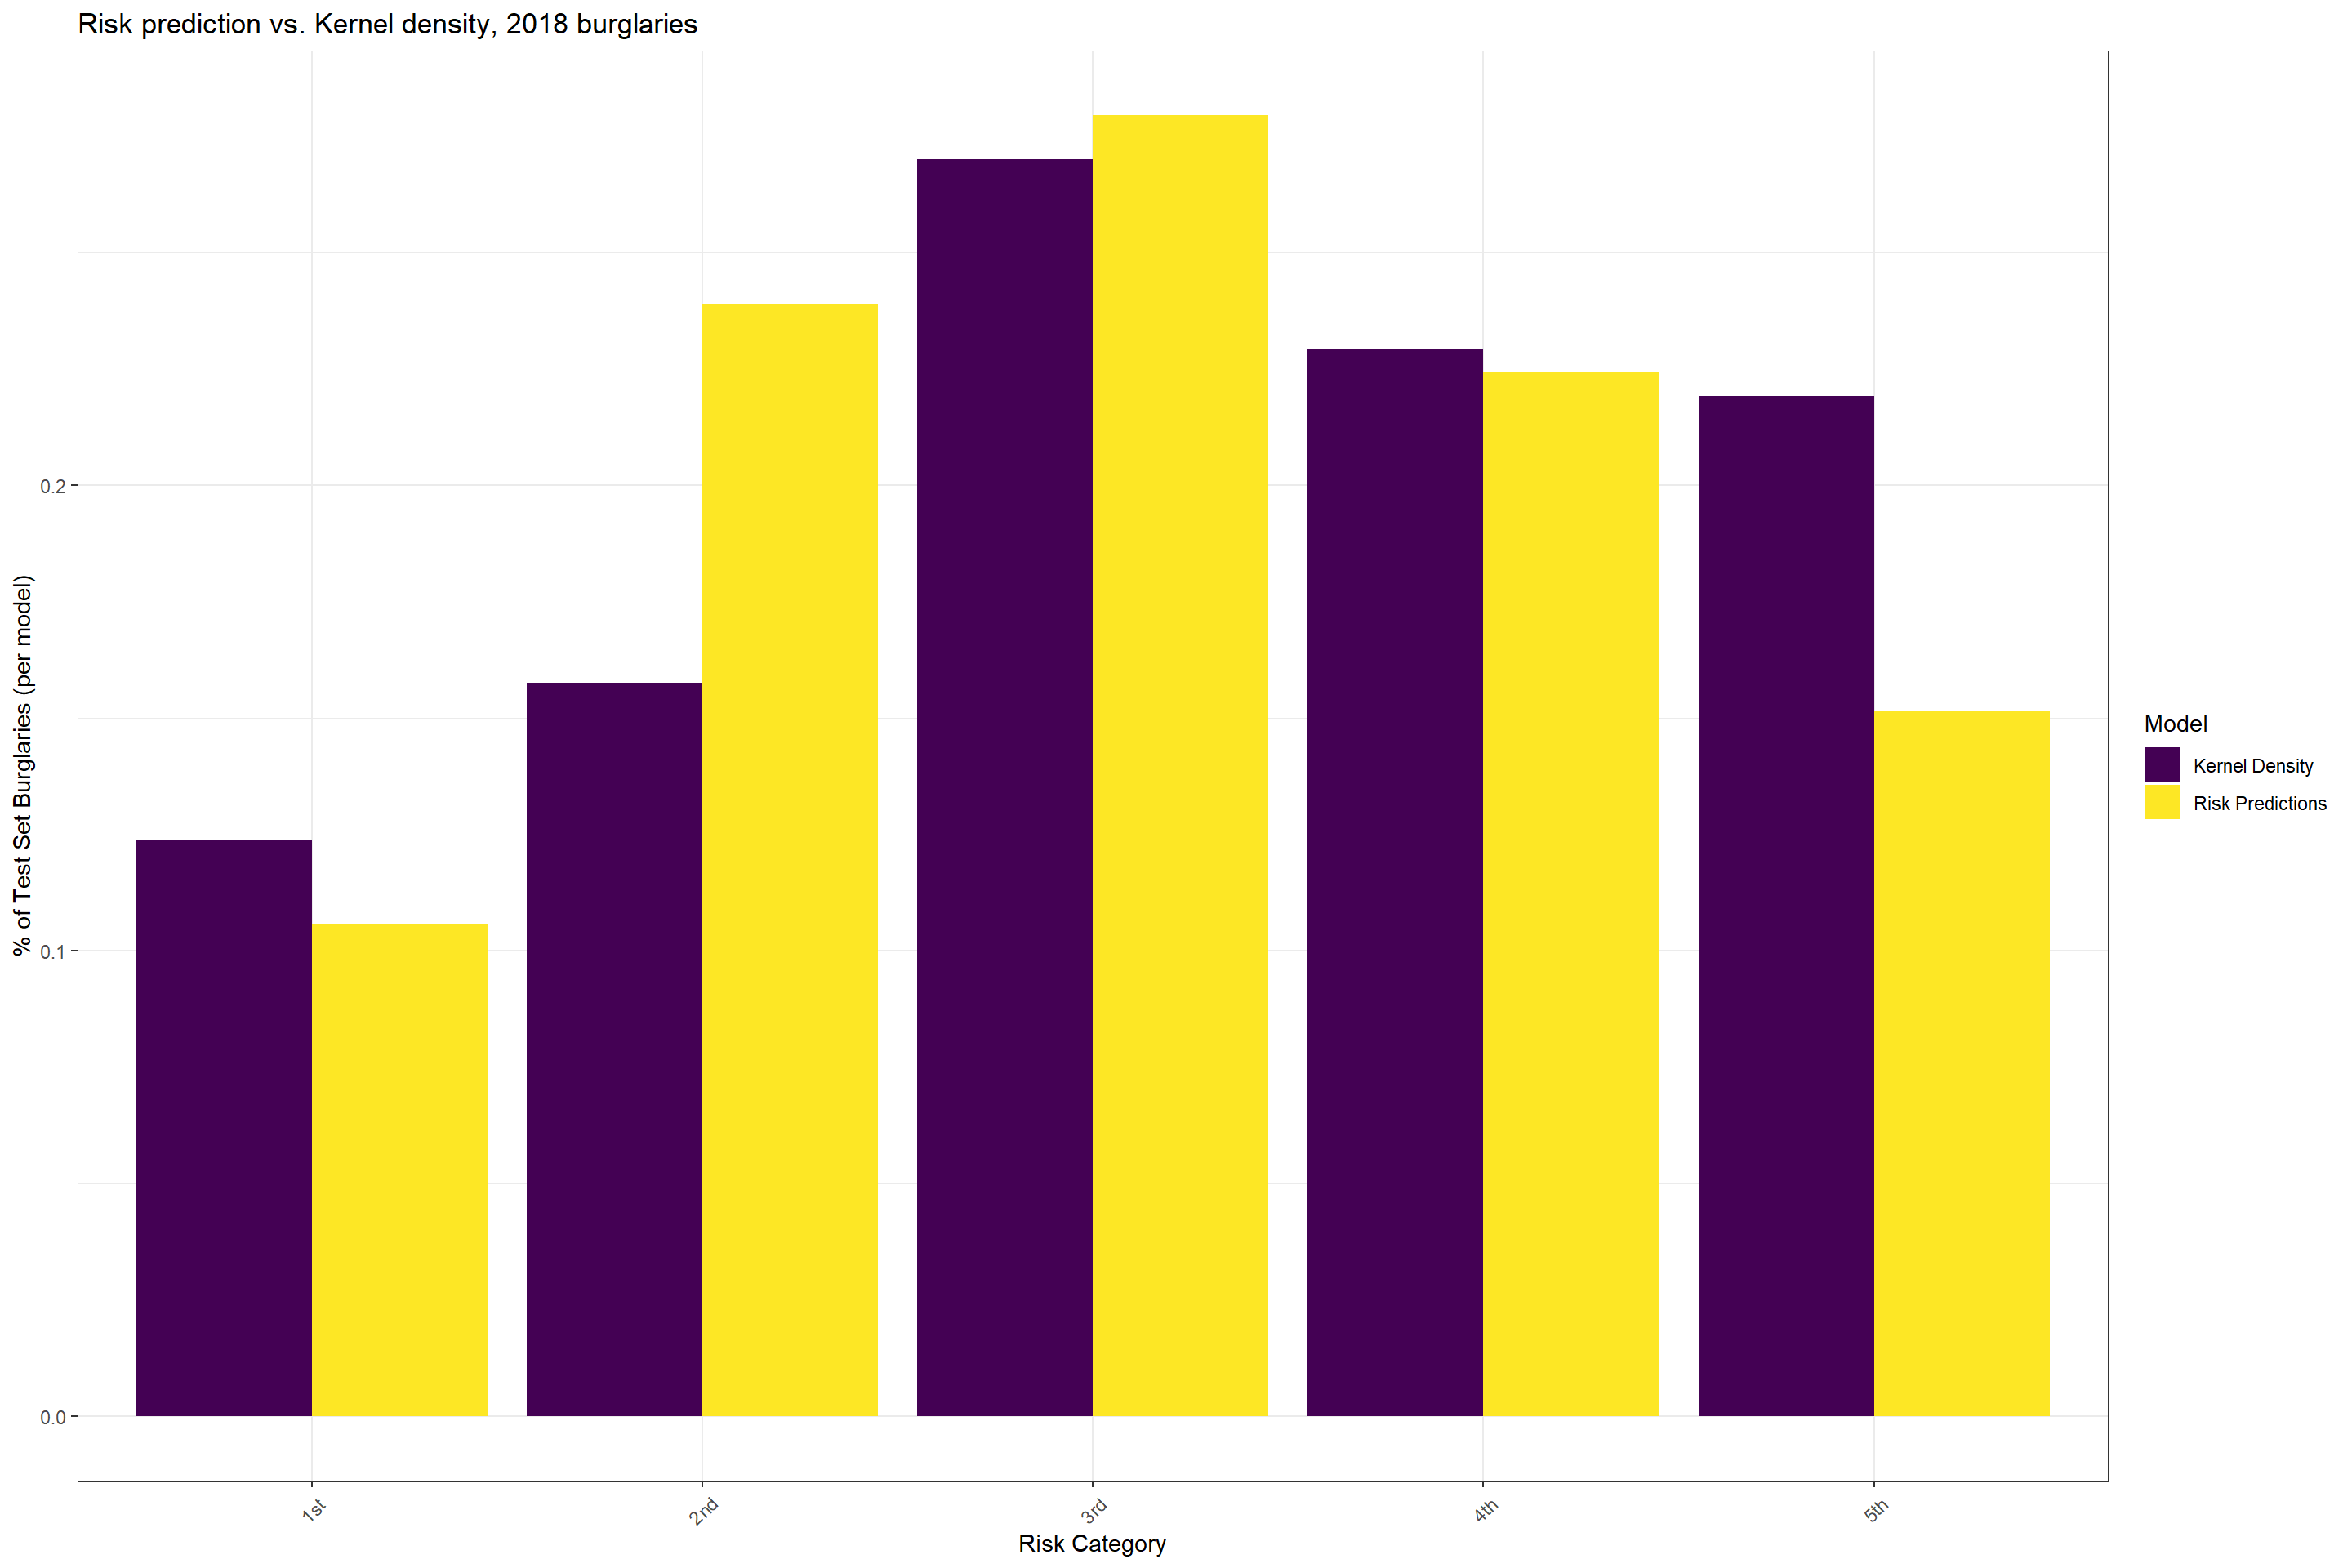 Risk prediction vs. Kernel density, 2018 burglaries
% of Test Set Burglaries (per model)
0.2
0.1
0.0
1st
2nd
3rd
4th
5th
Risk Category
Model
Kernel Density
Risk Predictions